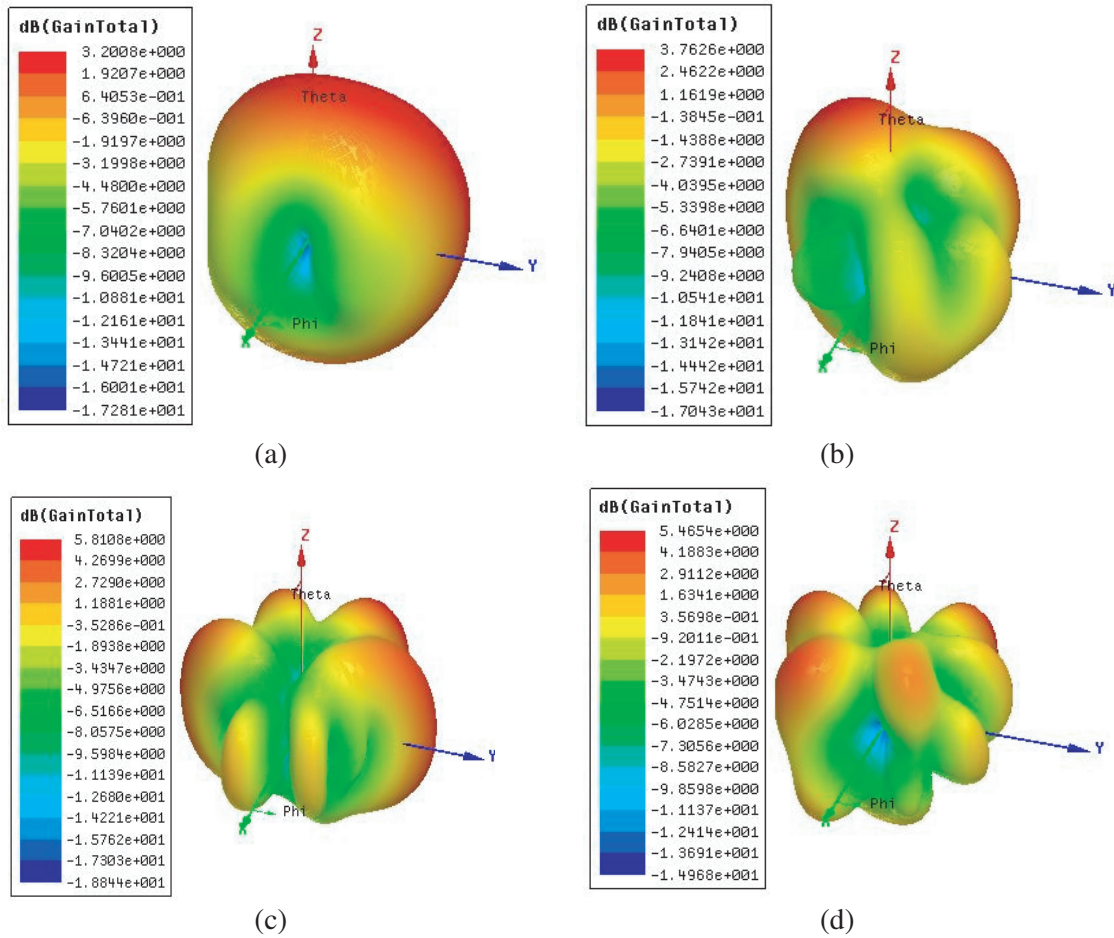 dB(GainTotal)
3.2008e+000
1.9207e+000
6.4053e-001
-6.3960e-001
-1.9197e+000
-3.1998e+000
-4.4800e+000
-5.7601e+000
-7.0402e+000
-8.3204e+000
-9.6005e+000
-1.0881e+001
-1.2161e+001
-1.3441e+001
-1.4721e+001
-1.6001e+001
-1.7281e+001
Z
Theta
Y
Phi
X
(a)
dB(GainTotal)
3.7626e+000
2.4622e+000
1.1619e+000
-1.3845e-001
-1.4388e+000
-2.7391e+000
-4.0395e+000
-5.3398e+000
-6.6401e+000
-7.9405e+000
-9.2408e+000
-1.0541e+001
-1.1841e+001
-1.3142e+001
-1.4442e+001
-1.5742e+001
-1.7043e+001
Z
Theta
Y
Phi
X
(b)
dB(GainTotal)
5.8108e+000
4.2699e+000
2.7290e+000
1.1881e+000
-3.5286e-001
-1.8938e+000
-3.4347e+000
-4.9756e+000
-6.5166e+000
-8.0575e+000
-9.5984e+000
-1.1139e+001
-1.2680e+001
-1.4221e+001
-1.5762e+001
-1.7303e+001
-1.8844e+001
Z
Theta
Y
Phi
X
(c)
dB(GainTotal)
5.4654e+000
4.1883e+000
2.9112e+000
1.6341e+000
3.5698e-001
-9.2011e-001
-2.1972e+000
-3.4743e+000
-4.7514e+000
-6.0285e+000
-7.3056e+000
-8.5827e+000
-9.8598e+000
-1.1137e+001
-1.2414e+001
-1.3691e+001
-1.4968e+001
Z
Theta
Y
Phi
X
(d)